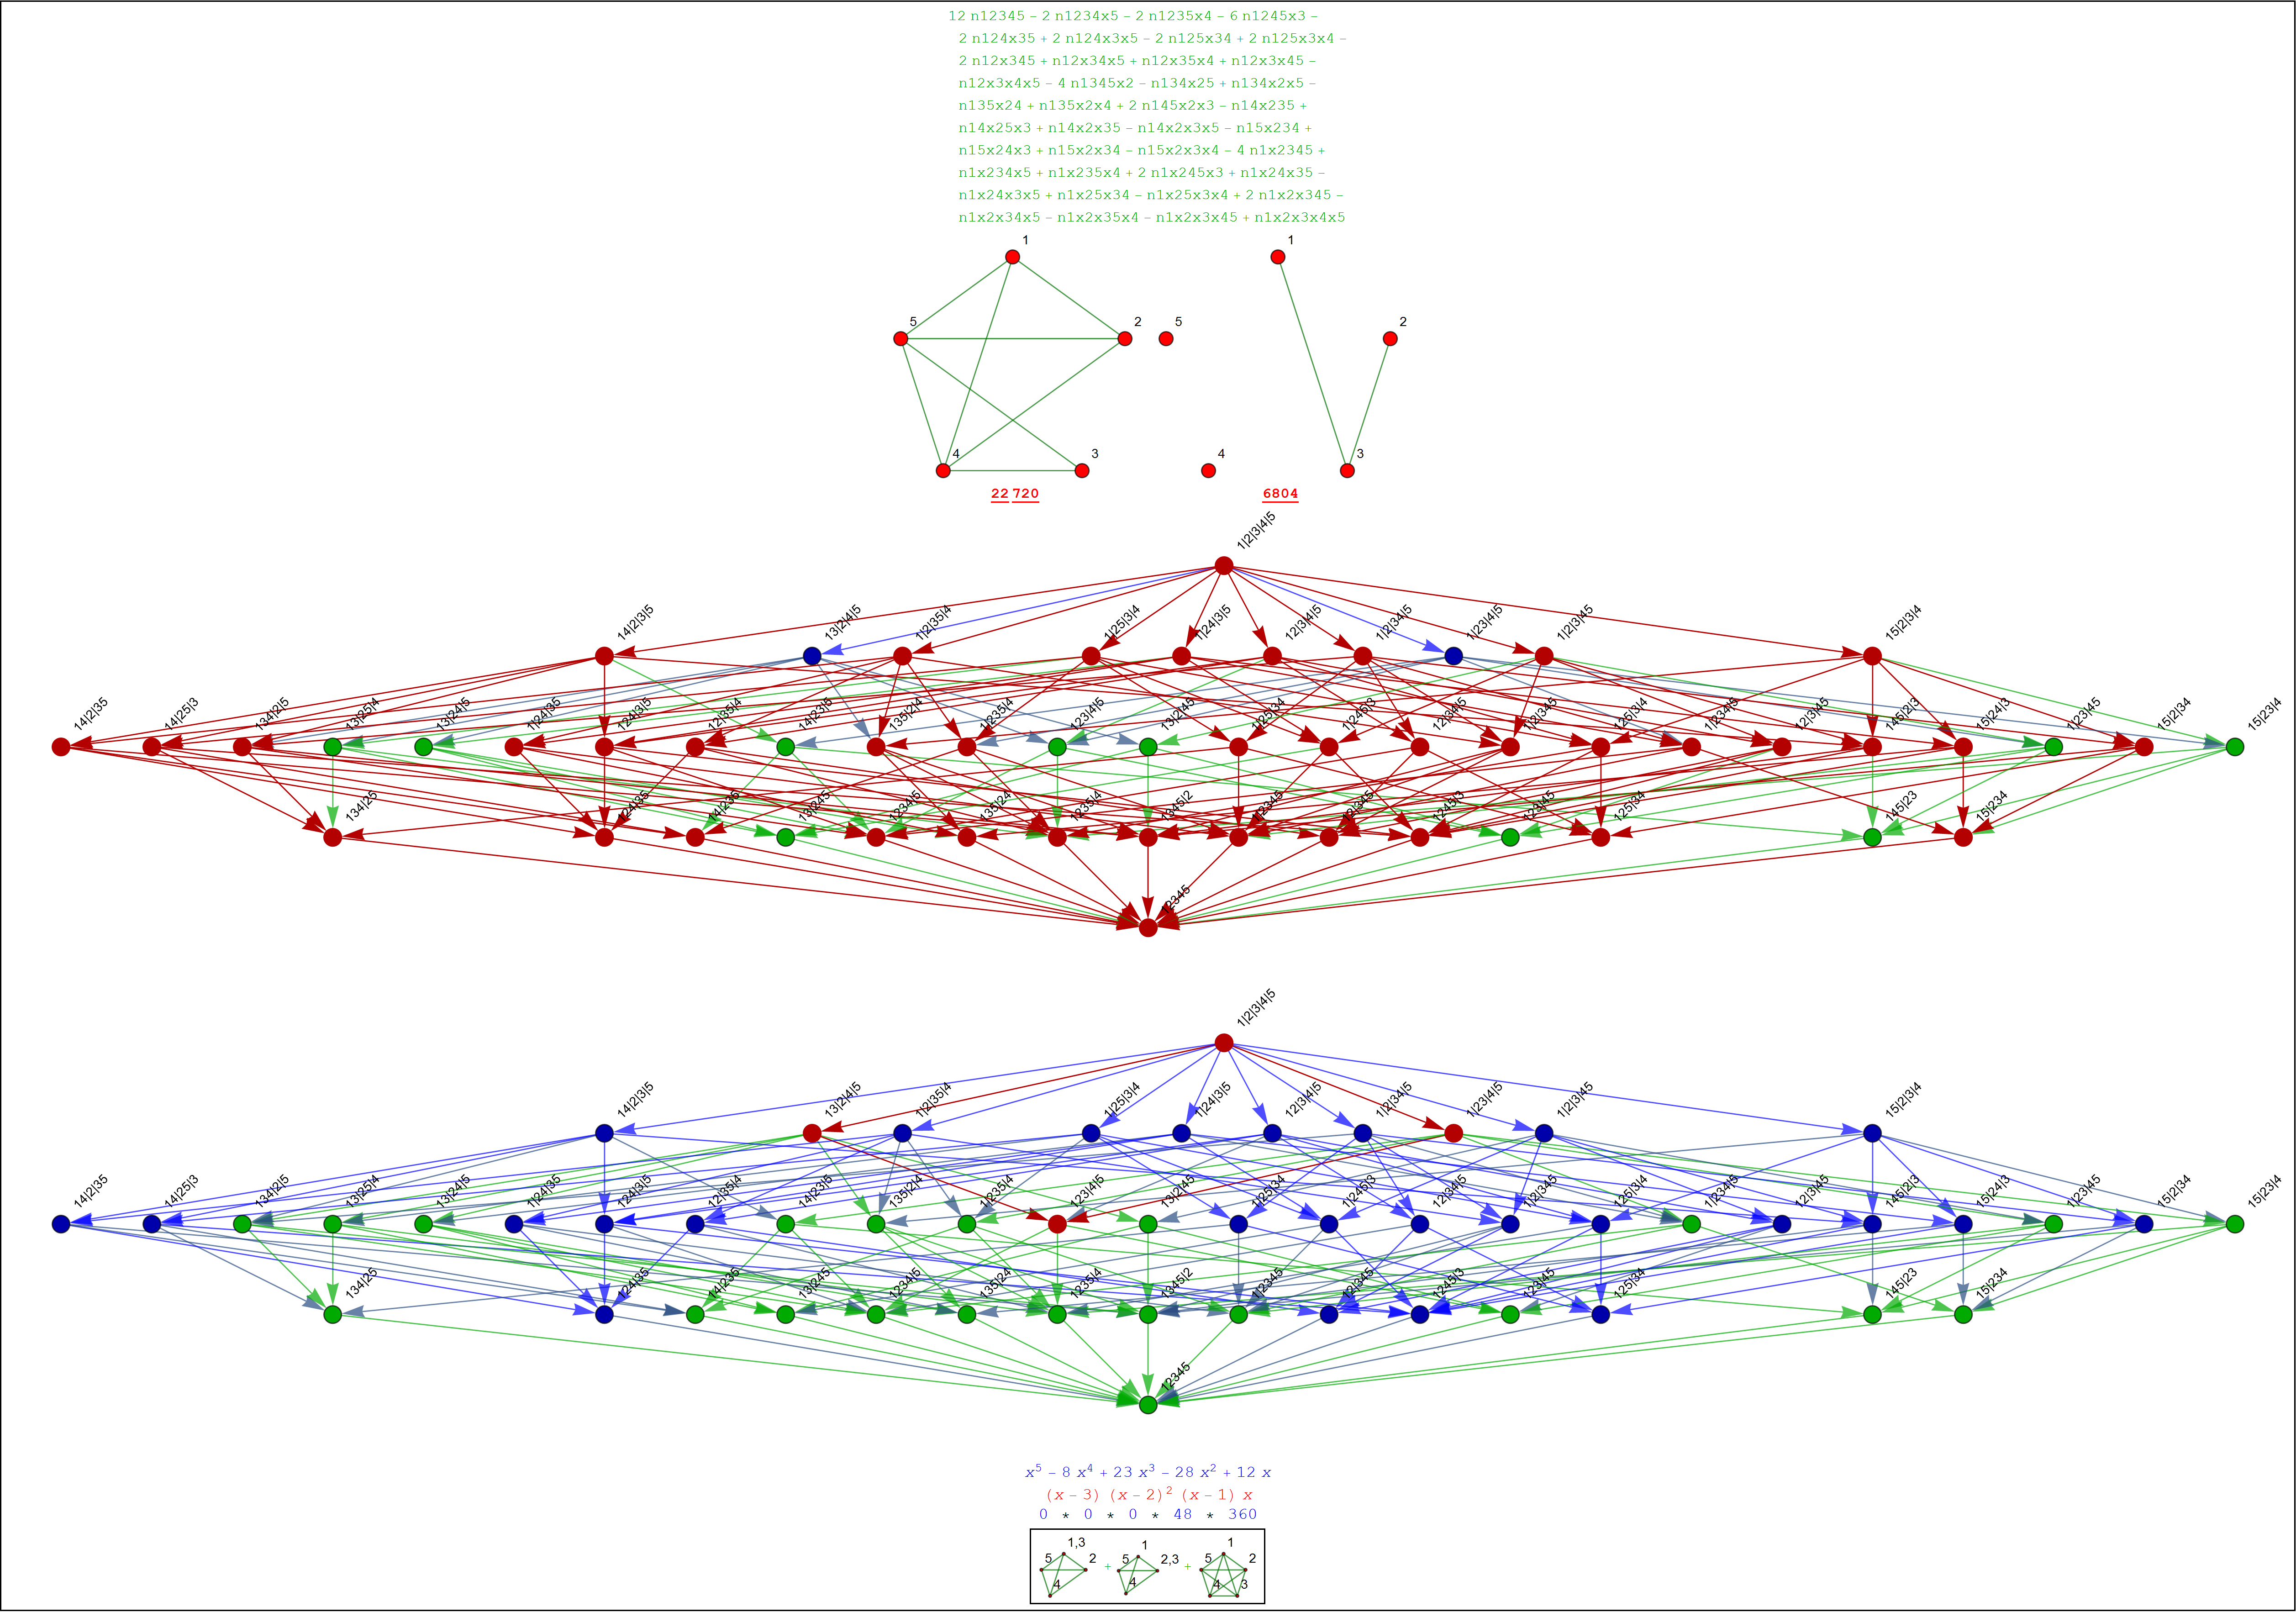 12 n12345 – 2 n1234x5 – 2 n1235x4 – 6 n1245x3 –
2 n124x35 + 2 n124x3x5 – 2 n125x34 + 2 n125x3x4 –
2 n12x345 + n12x34x5 + n12x35x4 + n12x3x45 –
n12x3x4x5 – 4 n1345x2 – n134x25 + n134x2x5 –
n135x24 + n135x2x4 + 2 n145x2x3 – n14x235 +
n14x25x3 + n14x2x35 – n14x2x3x5 – n15x234 +
n15x24x3 + n15x2x34 – n15x2x3x4 – 4 n1x2345 +
n1x234x5 + n1x235x4 + 2 n1x245x3 + n1x24x35 –
n1x24x3x5 + n1x25x34 – n1x25x3x4 + 2 n1x2x345 –
n1x2x34x5 – n1x2x35x4 – n1x2x3x45 + n1x2x3x4x5
1 1
5 2 5 2
4 3 4 3
22 720 6804
1|2|3|4|5
14|2|3|5 13|2|4|5 1|2|35|4 1|25|3|4 1|24|3|5 12|3|4|5 1|2|34|5 1|23|4|5 1|2|3|45 15|2|3|4
14|2|35 14|25|3 134|2|5 13|25|4 13|24|5 1|24|35 124|3|5 12|35|4 14|23|5 135|2|4 1|235|4 123|4|5 13|2|45 1|25|34 1|245|3 12|34|5 1|2|345 125|3|4 1|234|5 12|3|45 145|2|3 15|24|3 1|23|45 15|2|34 15|23|4
134|25 124|35 14|235 13|245 1234|5 135|24 1235|4 1345|2 1|2345 12|345 1245|3 123|45 125|34 145|23 15|234
12345
1|2|3|4|5
14|2|3|5 13|2|4|5 1|2|35|4 1|25|3|4 1|24|3|5 12|3|4|5 1|2|34|5 1|23|4|5 1|2|3|45 15|2|3|4
14|2|35 14|25|3 134|2|5 13|25|4 13|24|5 1|24|35 124|3|5 12|35|4 14|23|5 135|2|4 1|235|4 123|4|5 13|2|45 1|25|34 1|245|3 12|34|5 1|2|345 125|3|4 1|234|5 12|3|45 145|2|3 15|24|3 1|23|45 15|2|34 15|23|4
134|25 124|35 14|235 13|245 1234|5 135|24 1235|4 1345|2 1|2345 12|345 1245|3 123|45 125|34 145|23 15|234
12345
x⁵ – 8 x⁴ + 23 x³ – 28 x² + 12 x
(x – 3) (x – 2)² (x – 1) x
0 * 0 * 0 * 48 * 360
1,3 1 1
5 2 + 5 2,3 + 5 2
4 4 4 3